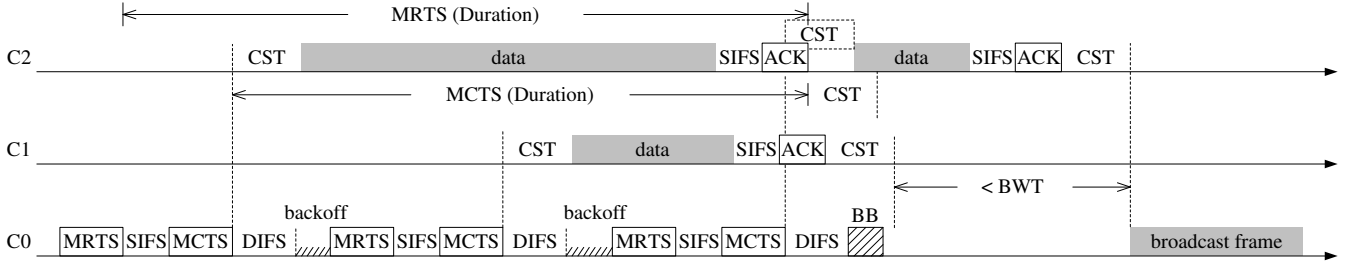 MRTS (Duration)
CST
C2 CST data SIFS ACK data SIFS ACK CST
MCTS (Duration) CST
C1 CST data SIFS ACK CST
< BWT
backoff backoff BB
C0 MRTS SIFS MCTS DIFS MRTS SIFS MCTS DIFS MRTS SIFS MCTS DIFS broadcast frame